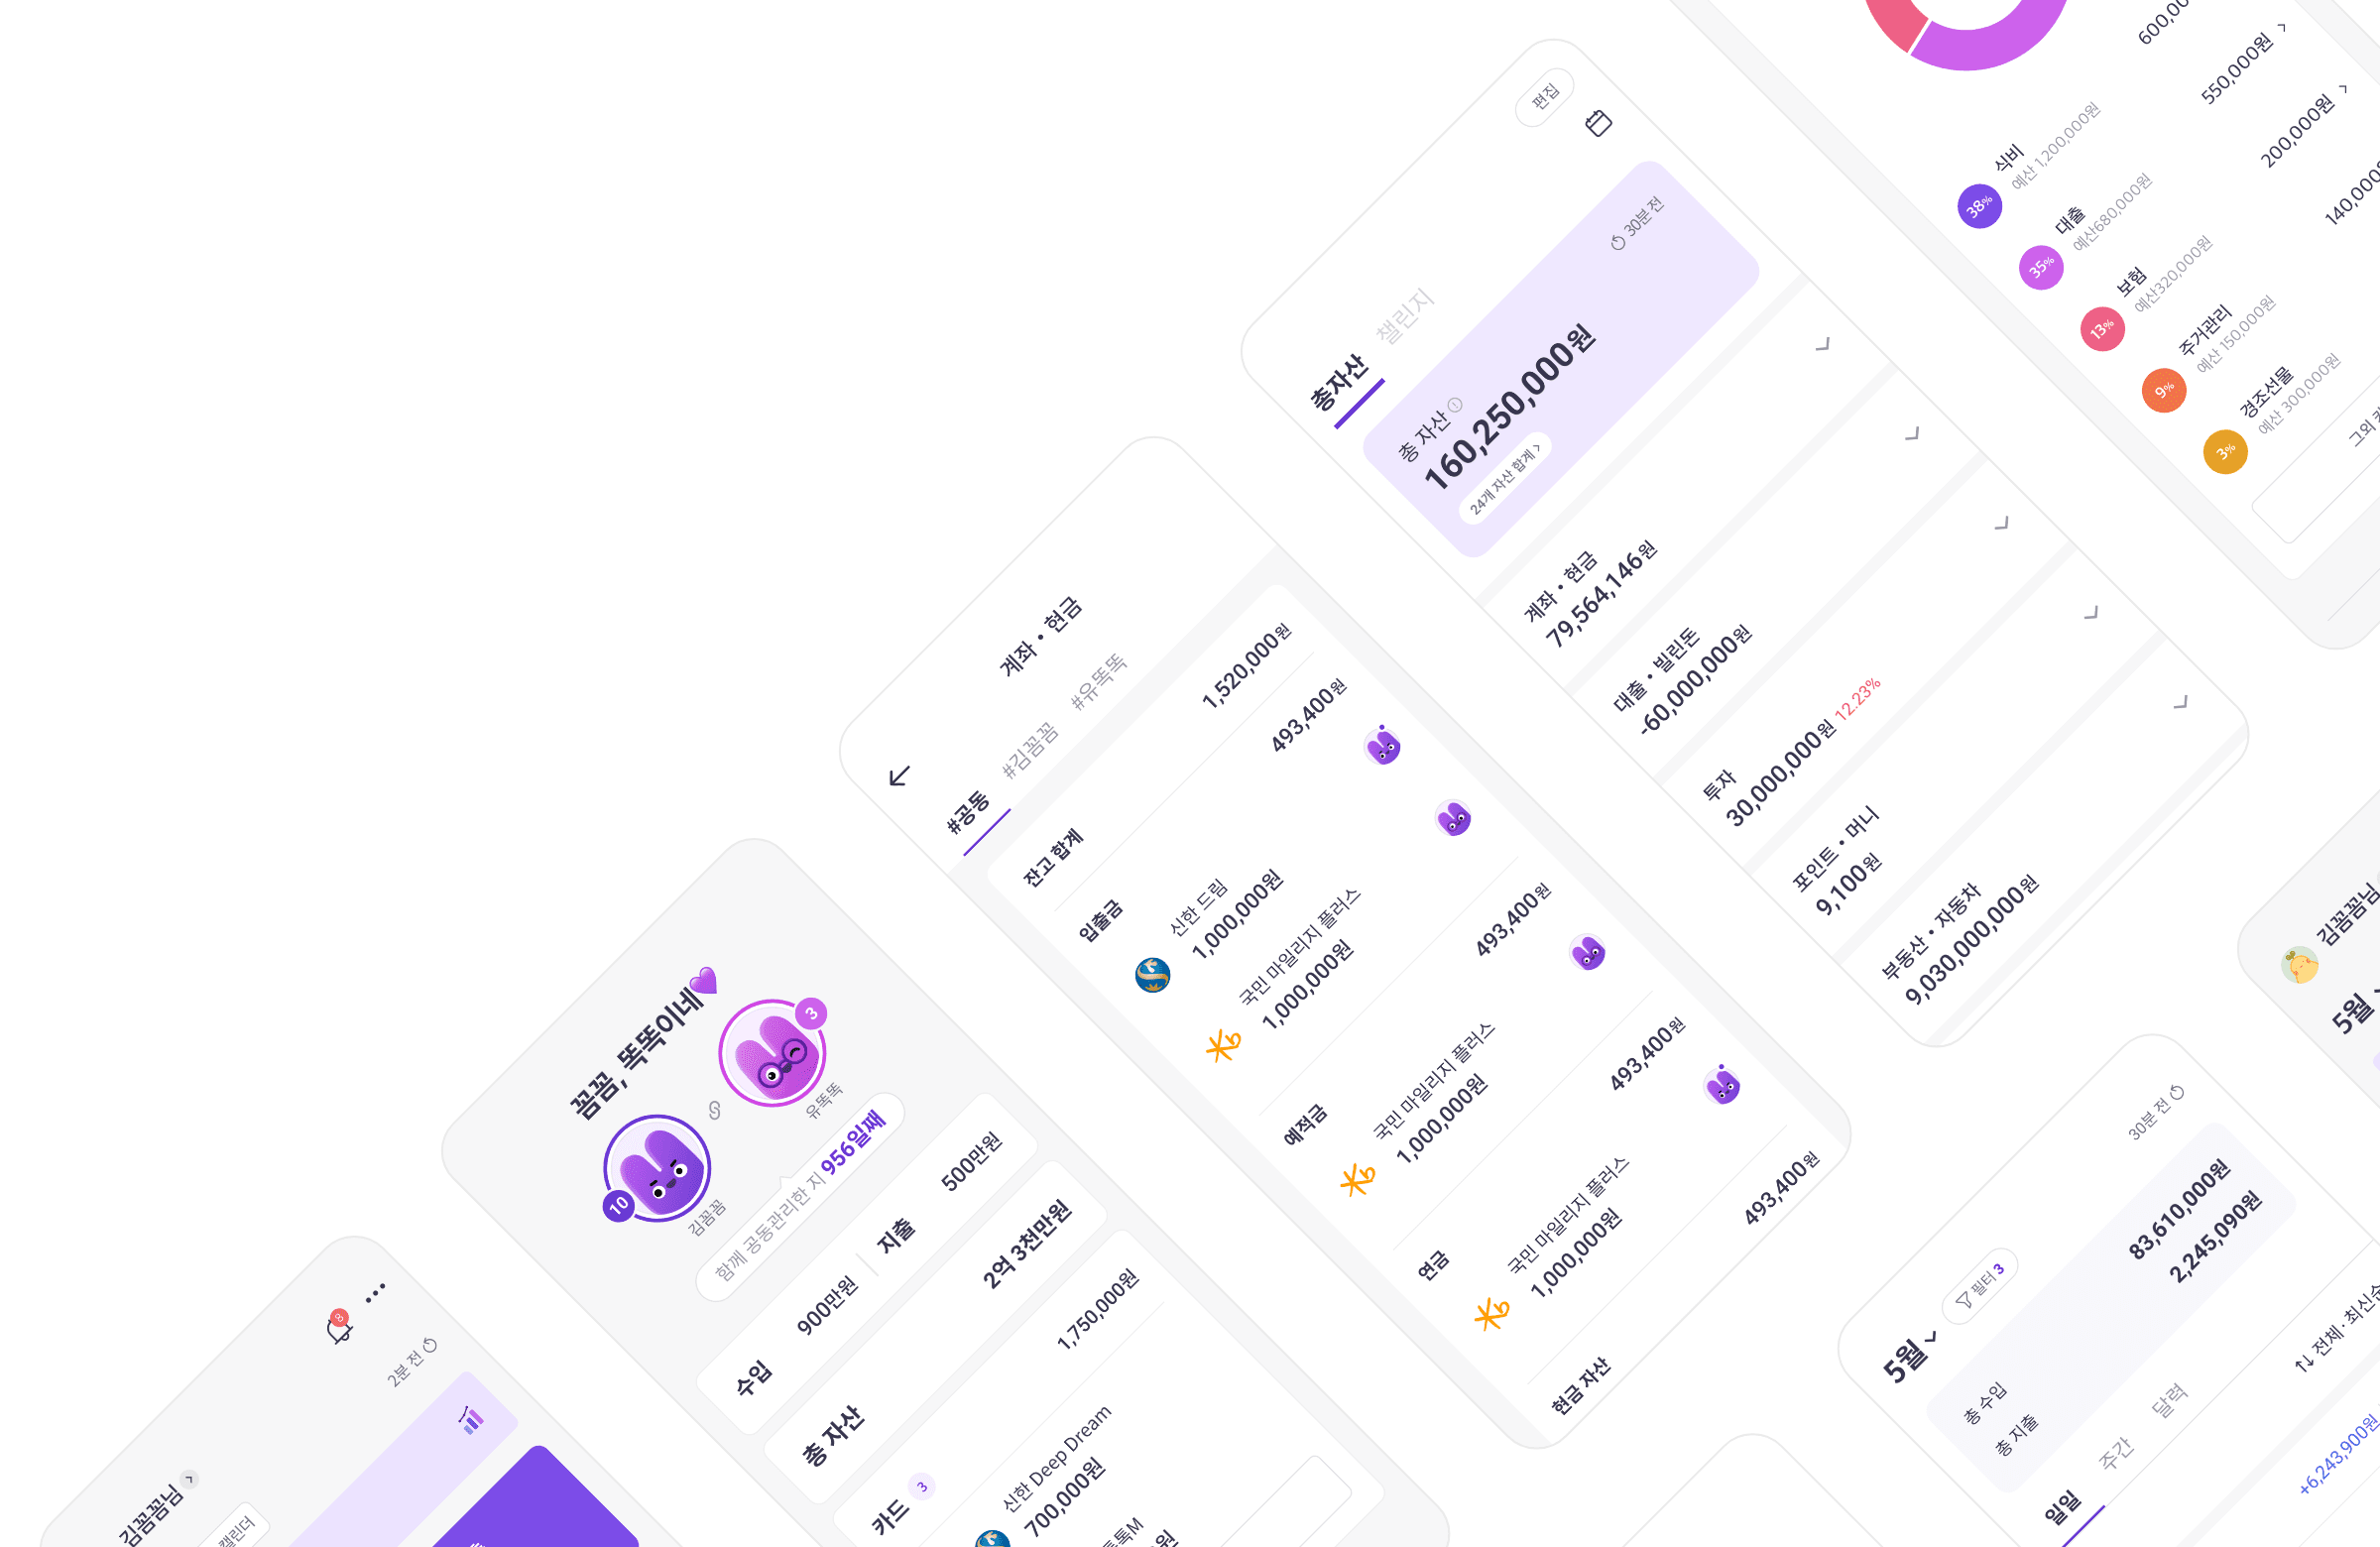 김꼼꼼님
캘린더
8
2분 전
꼼꼼, 똑똑이네
10
김꼼꼼
3
유똑똑
함께 공동관리한 지 956일째
수입
900만원
지출
500만원
총 자산
2억 3천만원
카드 3
1,750,000원
신한 Deep Dream
700,000원
계좌 • 현금
#공동
#김꼼꼼
#유똑똑
잔고 합계
1,520,000원
입출금
493,400원
신한 드림
1,000,000원
국민 마일리지 플러스
1,000,000원
예적금
493,400원
국민 마일리지 플러스
1,000,000원
연금
493,400원
국민 마일리지 플러스
1,000,000원
현금 자산
493,400원
편집
총자산
챌린지
총 자산
30분 전
160,250,000원
24개 자산 합계 >
계좌 • 현금
79,564,146원
대출 • 빌린돈
-60,000,000원
투자
30,000,000원 12.23%
포인트 • 머니
9,100원
부동산 • 자동차
9,030,000,000원
38%
식비
예산 1,200,000원
35%
대출
예산680,000원
550,000원
13%
보험
예산320,000원
200,000원
9%
주거관리
예산 150,000원
3%
경조선물
예산 300,000원
그외
5월
필터 3
30분 전
총 수입
83,610,000원
총 지출
2,245,090원
일일
주간
달력
전체 · 최신순
+6,243,900원
김꼼꼼님
5월